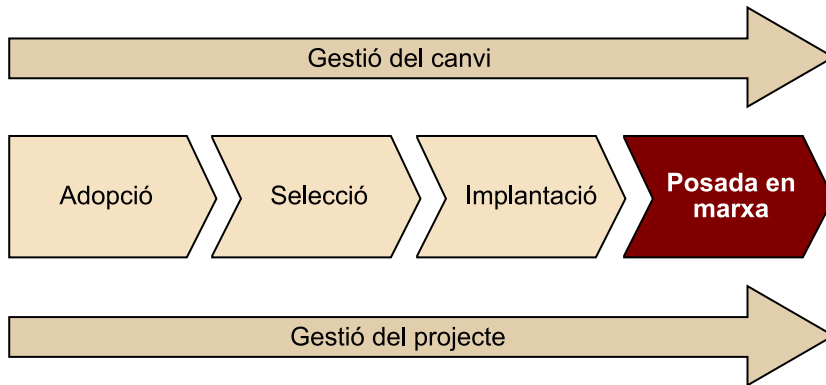 Gestió del canvi
Adopció
Selecció
Implantació
Posada en
marxa
Gestió del projecte